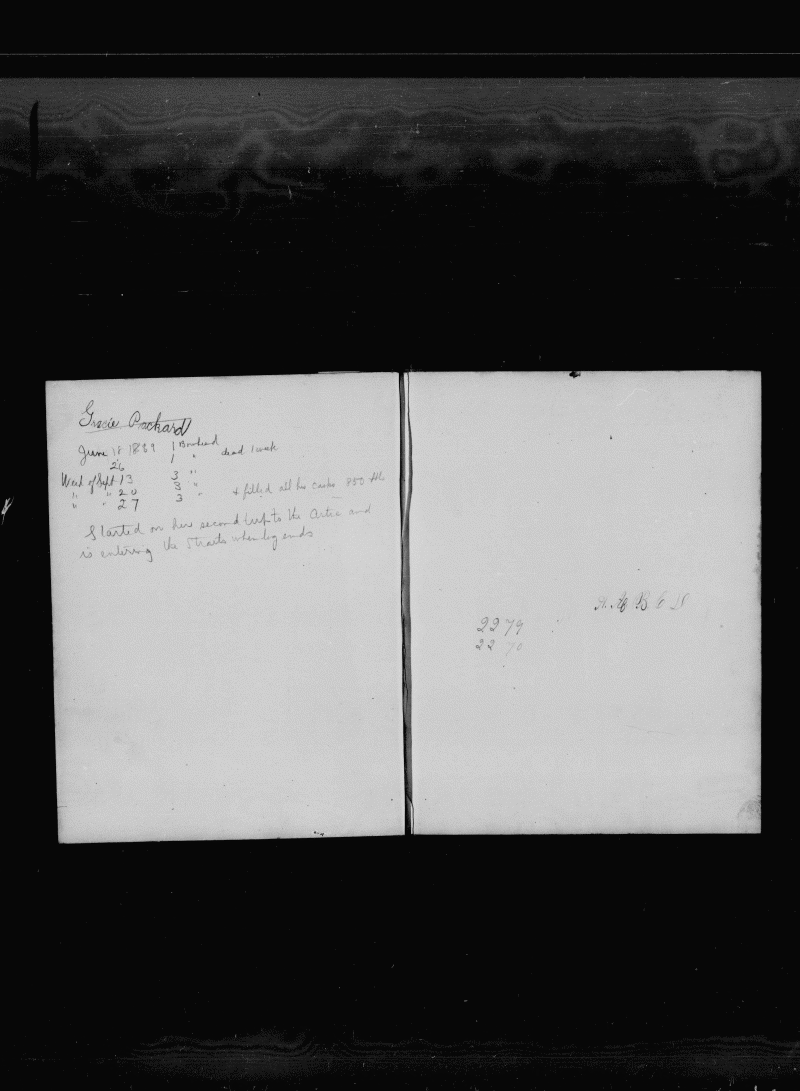 Gracie Packard
June 18 1869 1 Bowhead
26 1 " dead 1 week
West of Sept 13 3 "
" " 20 3 "
" " 27 3 " & filled all her casks 850 bbl
Started on her second trip to the Artic and
is entering the Straits when log ends
A. A B C D
2279
22 70